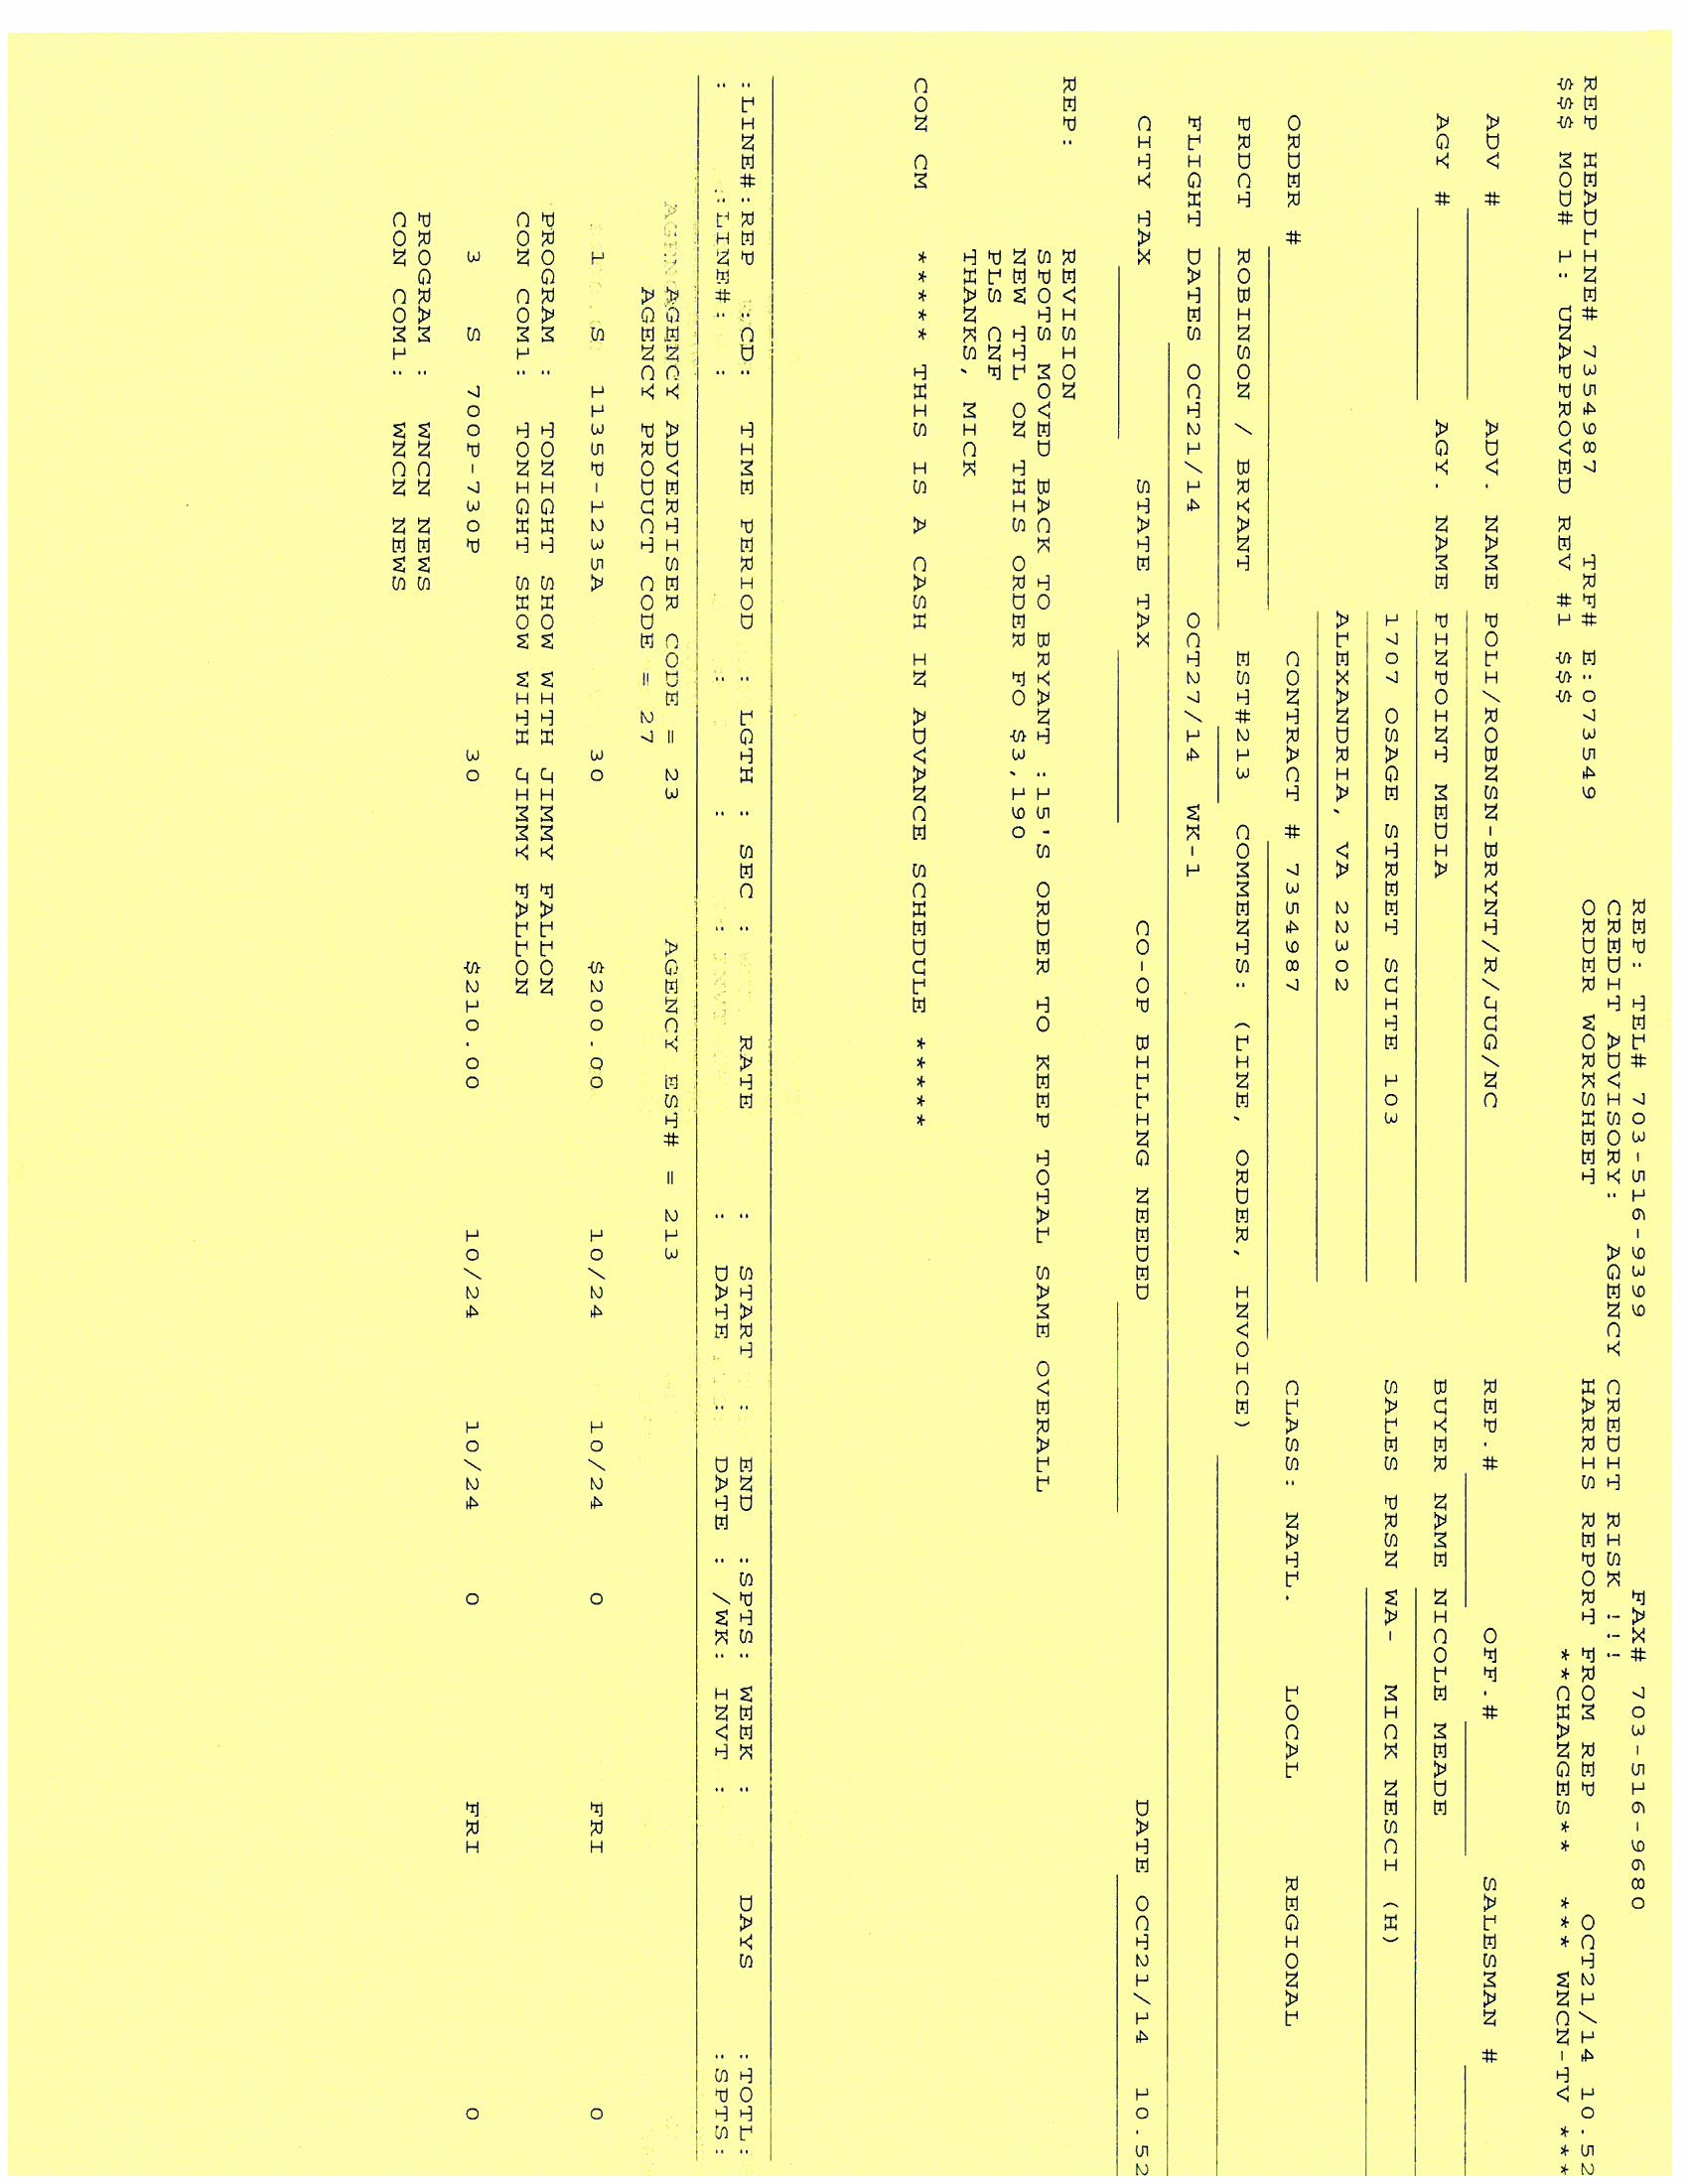 REP: TEL# 703-516-9399 FAX# 703-516-9680
CREDIT ADVISORY: AGENCY CREDIT RISK !!!
REP HEADLINE# 7354987 TRF# E:073549 ORDER WORKSHEET HARRIS REPORT FROM REP OCT21/14 10.52
$$$ MOD# 1: UNAPPROVED REV #1 $$$ **CHANGES** *** WNCN-TV ***
ADV # ADV. NAME POLI/ROBNSN-BRYNT/R/JUG/NC REP.# OFF.# SALESMAN #
AGY # AGY. NAME PINPOINT MEDIA BUYER NAME NICOLE MEADE
1707 OSAGE STREET SUITE 103 SALES PRSN WA- MICK NESCI (H)
ALEXANDRIA, VA 22302
ORDER # CONTRACT # 7354987 CLASS: NATL. LOCAL REGIONAL
PRDCT ROBINSON / BRYANT EST#213 COMMENTS: (LINE, ORDER, INVOICE)
FLIGHT DATES OCT21/14 OCT27/14 WK-1
CITY TAX STATE TAX CO-OP BILLING NEEDED DATE OCT21/14 10.52
REP: REVISION
SPOTS MOVED BACK TO BRYANT :15'S ORDER TO KEEP TOTAL SAME OVERALL
NEW TTL ON THIS ORDER FO $3,190
PLS CNF
THANKS, MICK
CON CM ***** THIS IS A CASH IN ADVANCE SCHEDULE *****
:LINE#:REP :CD: TIME PERIOD : LGTH : SEC : RATE : START : END :SPTS: WEEK : DAYS :TOTL:
: :LINE#: : : : : : DATE : DATE : /WK: INVT : :SPTS:
AGENCY ADVERTISER CODE = 23 AGENCY EST# = 213
AGENCY PRODUCT CODE = 27
1 S 1135P-1235A 30 $200.00 10/24 10/24 0 FRI 0
PROGRAM : TONIGHT SHOW WITH JIMMY FALLON
CON COM1: TONIGHT SHOW WITH JIMMY FALLON
3 S 700P-730P 30 $210.00 10/24 10/24 0 FRI 0
PROGRAM : WNCN NEWS
CON COM1: WNCN NEWS